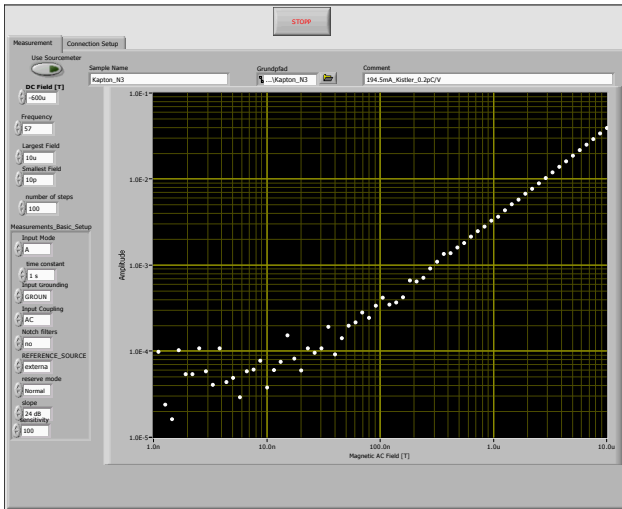 STOPP
Measurement
Connection Setup
Use Sourcemeter
Sample Name
Kapton_N3
Grundpfad
...\Kapton_N3
Comment
194.5mA_Kistler_0.2pC/V
DC Field [T]
-600u
Frequency
57
Largest Field
10u
Smallest Field
10p
number of steps
100
Measurements_Basic_Setup
Input Mode
A
time constant
1 s
Input Grounding
GROUN
Input Coupling
AC
Notch filters
no
REFERENCE_SOURCE
externa
reserve mode
Normal
slope
24 dB
Sensitivity
100
Amplitude
1.0E-1
1.0E-2
1.0E-3
1.0E-4
1.0E-5
1.0n
10.0n
100.0n
1.0u
10.0u
Magnetic AC Field [T]